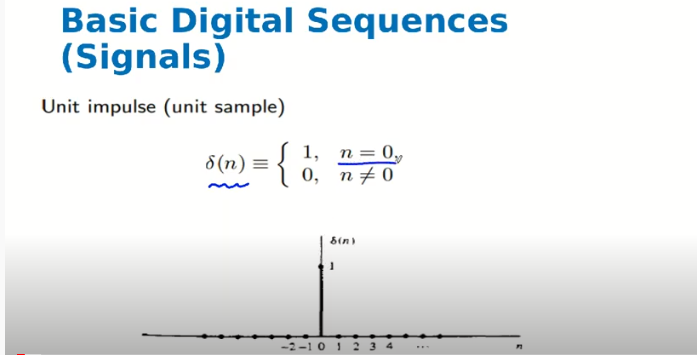 Basic Digital Sequences
(Signals)
Unit impulse (unit sample)
δ(n) ≡ { 1, n = 0,
0, n ≠ 0
δ(n)
1
-2 -1 0 1 2 3 4 ... n